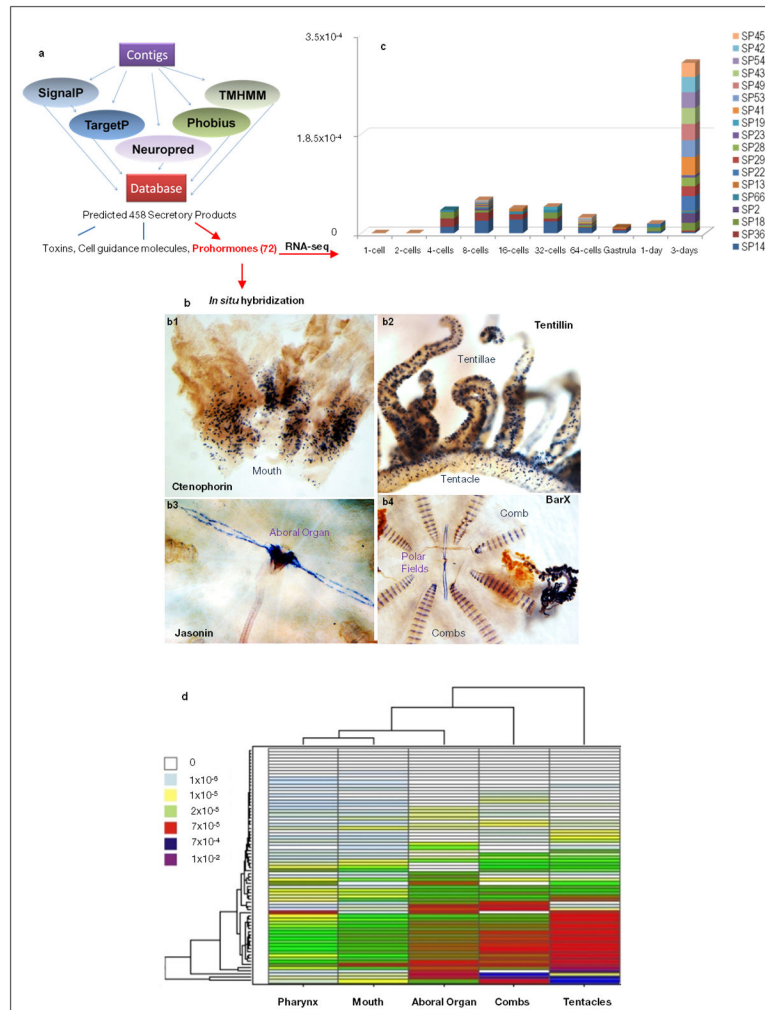 a
Contigs
SignalP
TMHMM
TargetP
Phobius
Neuropred
Database
Predicted 458 Secretory Products
Toxins, Cell guidance molecules, Prohormones (72)
RNA-seq
c
3.5x10-4
1.8.5x10-4
0
1-cell 2-cells 4-cells 8-cells 16-cells 32-cells 64-cells Gastrula 1-day 3-days
SP45
SP42
SP54
SP43
SP49
SP53
SP41
SP19
SP23
SP28
SP29
SP22
SP13
SP66
SP2
SP18
SP36
SP14
b In situ hybridization
b1
Mouth
Ctenophorin
b2
Tentillin
Tentillae
Tentacle
b3
Aboral Organ
Jasonin
b4
BarX
Comb
Polar
Fields
Combs
d
0
1x10-6
1x10-5
2x10-5
7x10-5
7x10-4
1x10-2
Pharynx Mouth Aboral Organ Combs Tentacles